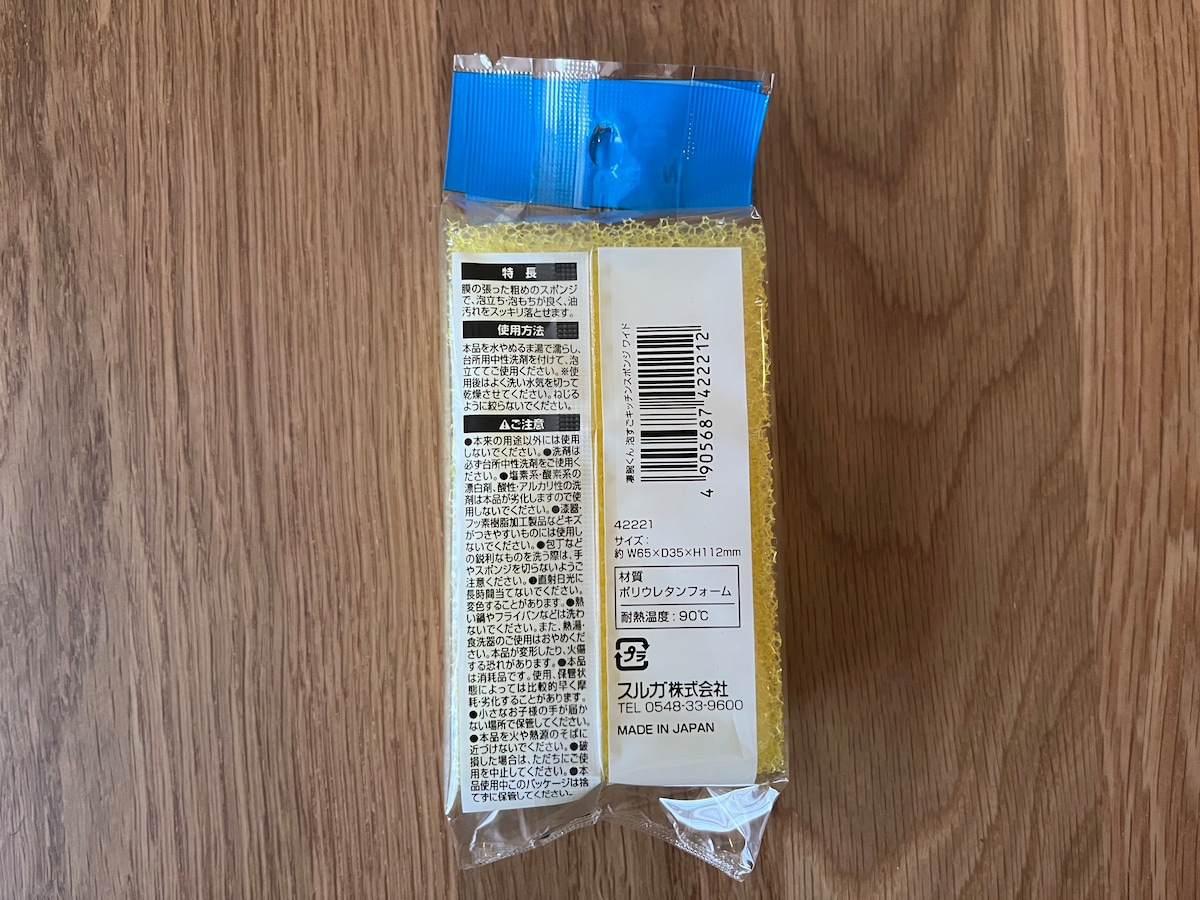 特長
膜の張った粗めのスポンジ
で、泡立ち・泡もちが良く、油
汚れをスッキリ落とせます。
使用方法
本品を水やぬるま湯で濡らし、
台所用中性洗剤を付けて、泡
立ててご使用ください。※使
用後はよく洗い水気を切って
乾燥させてください。ねじる
ように絞らないでください。
⚠ご注意
●本来の用途以外には使用
しないでください。●洗剤は
必ず台所中性洗剤をご使用く
ださい。●塩素系・酸素系の
漂白剤、酸性・アルカリ性の洗
剤は本品が劣化しますので使
用しないでください。●漆器・
フッ素樹脂加工製品などキズ
がつきやすいものには使用し
ないでください。●包丁など
の鋭利なものを洗う際は、手
やスポンジを切らないようご
注意ください。●直射日光に
長時間当てないでください。
変色することがあります。●熱
い鍋やフライパンなどは洗わ
ないでください。また、熱湯・
食洗器のご使用はおやめくだ
さい。本品が変形したり、火傷
する恐れがあります。●本品
は消耗品です。使用、保管状
態によっては比較的早く摩
耗・劣化することがあります。
●小さなお子様の手が届か
ない場所で保管してください。
●本品を火や熱源のそばに
近づけないでください。●破
損した場合は、ただちにご使
用を中止してください。●本
品使用中このパッケージは捨
てずに保管してください。
くん 泡すごキッチンスポンジ ワイド
4 905687 422212
42221
サイズ：
約 W65×D35×H112mm
材質
ポリウレタンフォーム
耐熱温度：90℃
プラ
スルガ株式会社
TEL 0548-33-9600
MADE IN JAPAN